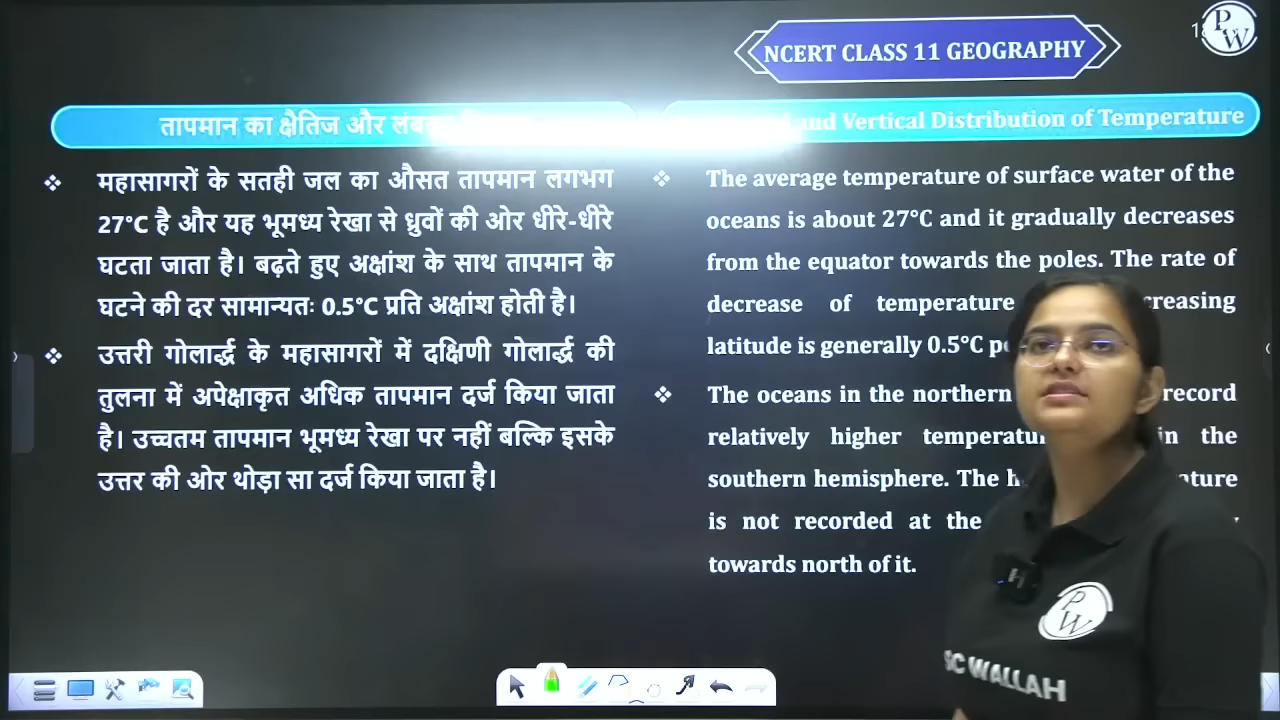 NCERT CLASS 11 GEOGRAPHY
PW
तापमान का क्षैतिज और
and Vertical Distribution of Temperature
❖ महासागरों के सतही जल का औसत तापमान लगभग
27°C है और यह भूमध्य रेखा से ध्रुवों की ओर धीरे-धीरे
घटता जाता है। बढ़ते हुए अक्षांश के साथ तापमान के
घटने की दर सामान्यतः 0.5°C प्रति अक्षांश होती है।
❖ उत्तरी गोलार्द्ध के महासागरों में दक्षिणी गोलार्द्ध की
तुलना में अपेक्षाकृत अधिक तापमान दर्ज किया जाता
है। उच्चतम तापमान भूमध्य रेखा पर नहीं बल्कि इसके
उत्तर की ओर थोड़ा सा दर्ज किया जाता है।
❖ The average temperature of surface water of the
oceans is about 27°C and it gradually decreases
from the equator towards the poles. The rate of
decrease of temperature
latitude is generally 0.5°C
❖ The oceans in the northern record
relatively higher in the
southern hemisphere. The
is not recorded at the
towards north of it.
PW
WALLAH